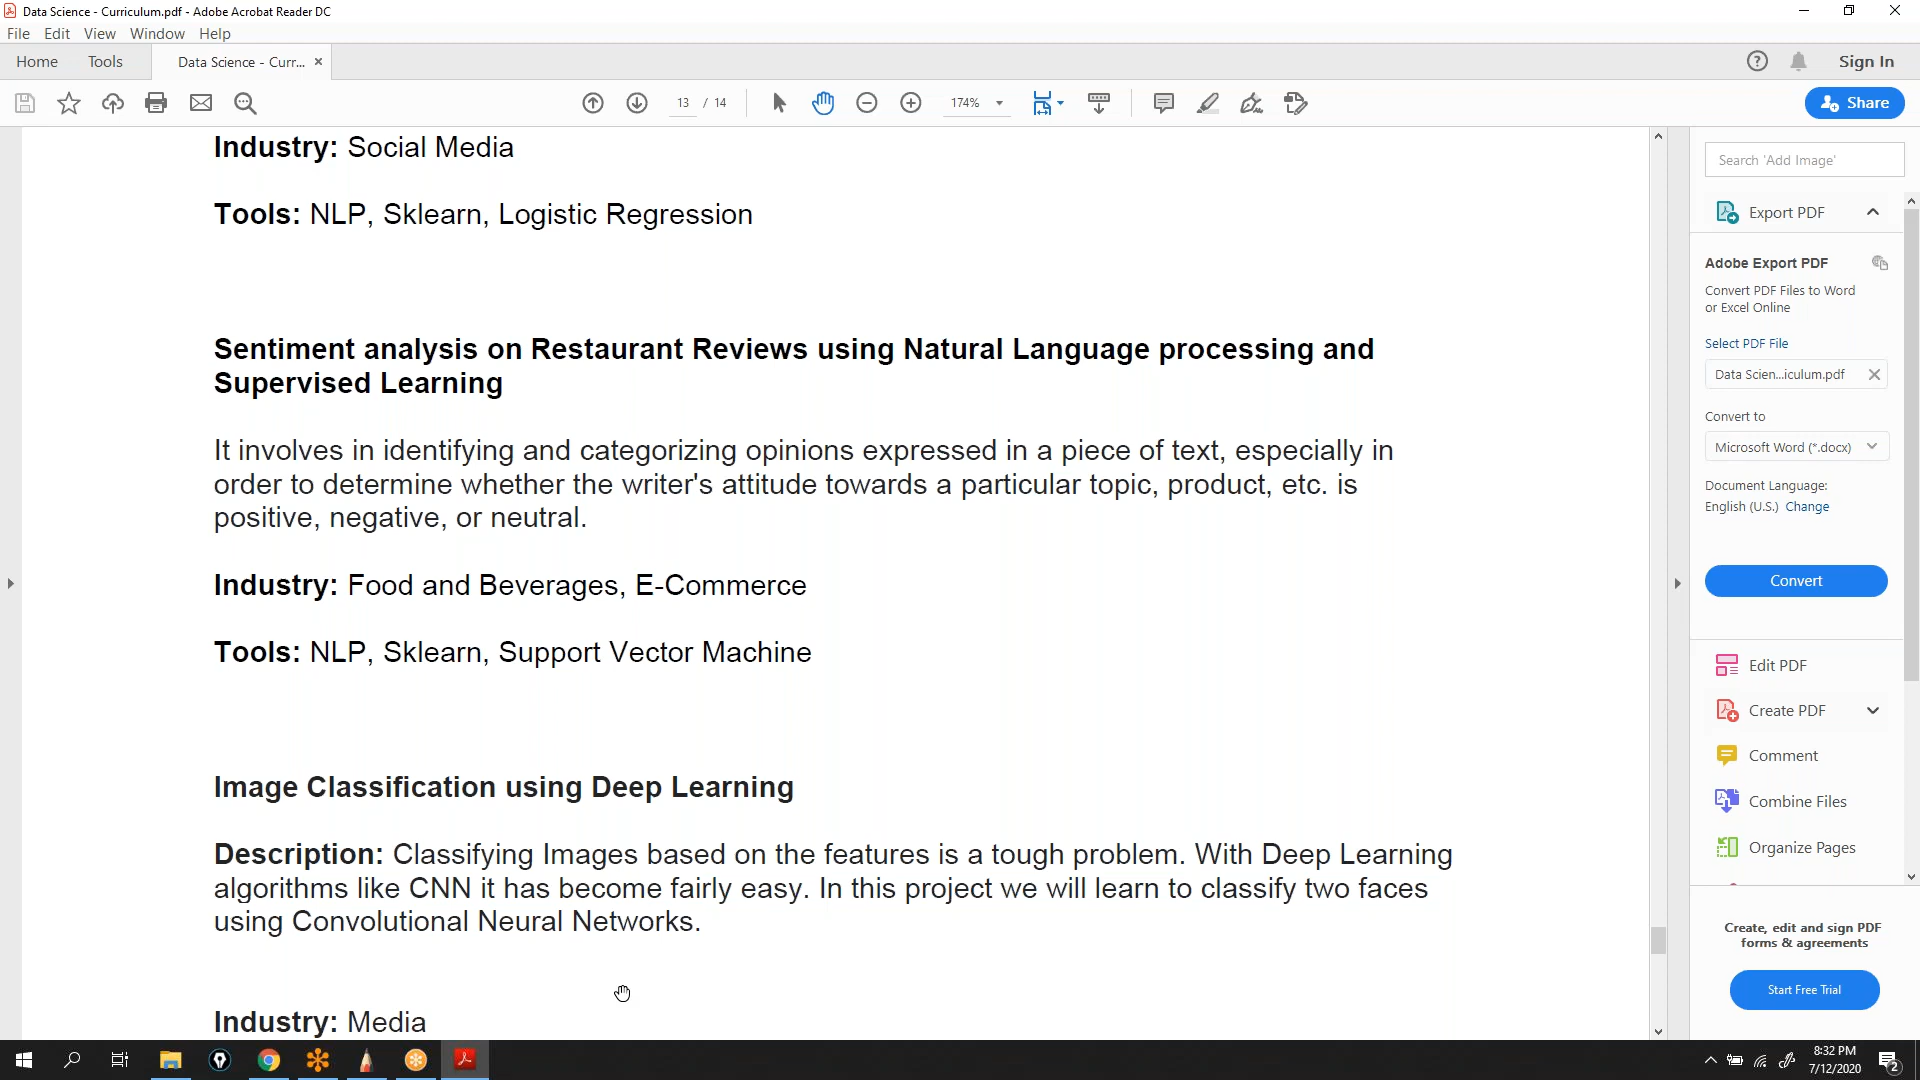 Data Science - Curriculum.pdf - Adobe Acrobat Reader DC
File Edit View Window Help
Home Tools Data Science - Curr... × Sign In
13 / 14 174% Share
Industry: Social Media
Tools: NLP, Sklearn, Logistic Regression
Sentiment analysis on Restaurant Reviews using Natural Language processing and
Supervised Learning
It involves in identifying and categorizing opinions expressed in a piece of text, especially in
order to determine whether the writer's attitude towards a particular topic, product, etc. is
positive, negative, or neutral.
Industry: Food and Beverages, E-Commerce
Tools: NLP, Sklearn, Support Vector Machine
Image Classification using Deep Learning
Description: Classifying Images based on the features is a tough problem. With Deep Learning
algorithms like CNN it has become fairly easy. In this project we will learn to classify two faces
using Convolutional Neural Networks.
Industry: Media
Search 'Add Image'
Export PDF
Adobe Export PDF
Convert PDF Files to Word
or Excel Online
Select PDF File
Data Scien...iculum.pdf
Convert to
Microsoft Word (*.docx)
Document Language:
English (U.S.) Change
Convert
Edit PDF
Create PDF
Comment
Combine Files
Organize Pages
Create, edit and sign PDF
forms & agreements
Start Free Trial
8:32 PM
7/12/2020
2